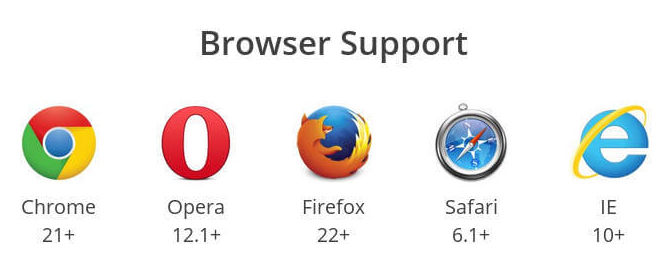 Browser Support
Chrome Opera Firefox Safari IE
21+ 12.1+ 22+ 6.1+ 10+